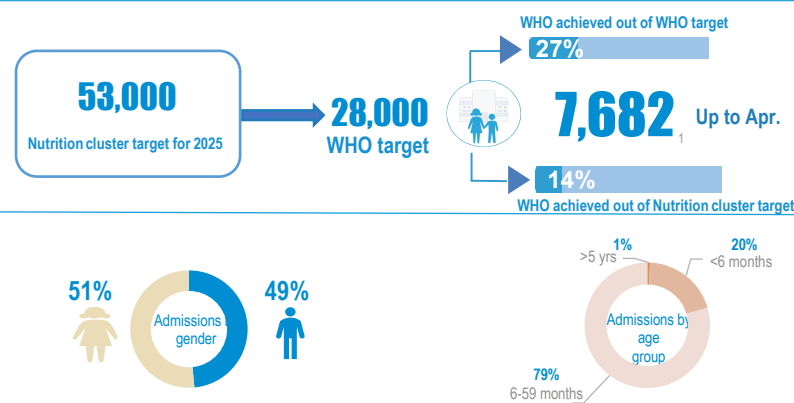 WHO achieved out of WHO target
27%
53,000
Nutrition cluster target for 2025
28,000
WHO target
7,682
1
Up to Apr.
14%
WHO achieved out of Nutrition cluster target
51%
49%
Admissions
gender
1%
>5 yrs
20%
<6 months
Admissions by
age
group
79%
6-59 months